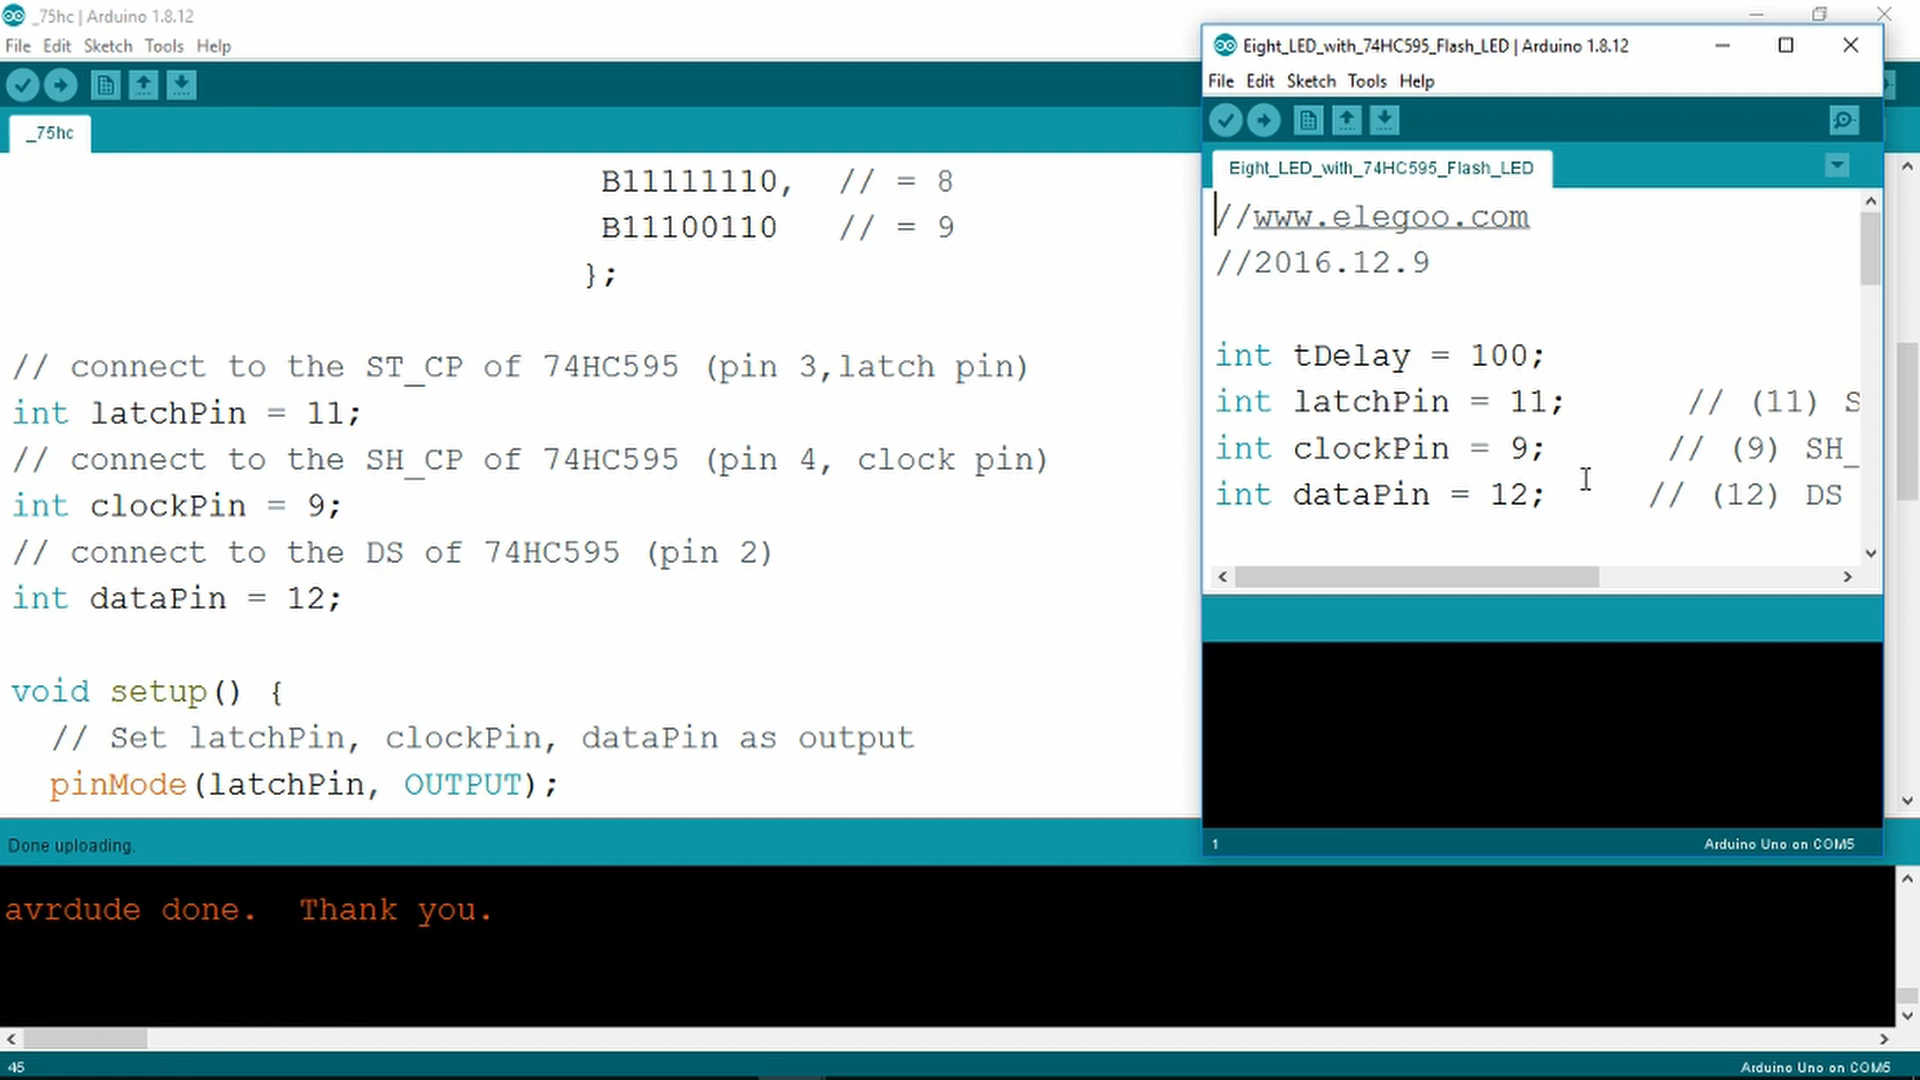 _75hc | Arduino 1.8.12
File Edit Sketch Tools Help
_75hc
B11111110, // = 8
B11100110 // = 9
};
// connect to the ST_CP of 74HC595 (pin 3,latch pin)
int latchPin = 11;
// connect to the SH_CP of 74HC595 (pin 4, clock pin)
int clockPin = 9;
// connect to the DS of 74HC595 (pin 2)
int dataPin = 12;
void setup() {
// Set latchPin, clockPin, dataPin as output
pinMode(latchPin, OUTPUT);
Done uploading.
avrdude done. Thank you.
45
Arduino Uno on COM5
Eight_LED_with_74HC595_Flash_LED | Arduino 1.8.12
File Edit Sketch Tools Help
Eight_LED_with_74HC595_Flash_LED
//www.elegoo.com
//2016.12.9
int tDelay = 100;
int latchPin = 11; // (11) S
int clockPin = 9; // (9) SH_
int dataPin = 12; // (12) DS
1
Arduino Uno on COM5